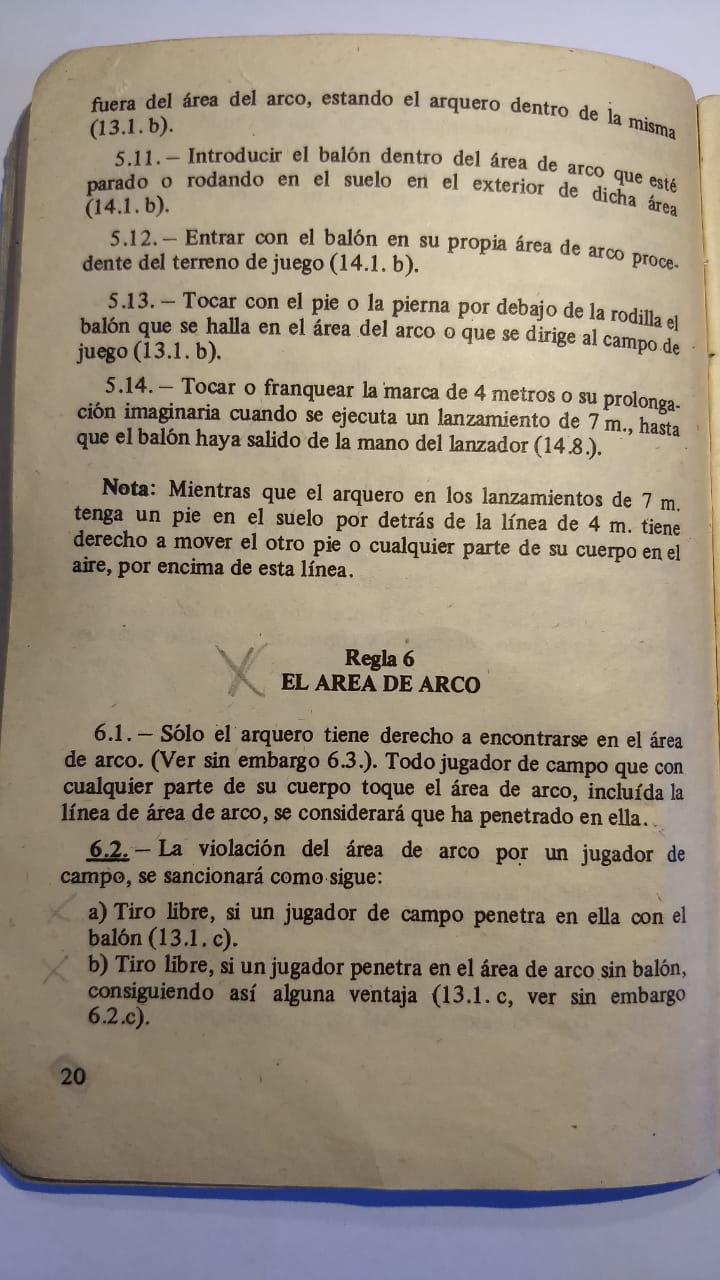 fuera del área del arco, estando el arquero dentro de la misma
(13.1. b).
5.11. — Introducir el balón dentro del área de arco que esté
parado o rodando en el suelo en el exterior de dicha área
(14.1. b).
5.12. — Entrar con el balón en su propia área de arco proce-
dente del terreno de juego (14.1. b).
5.13. — Tocar con el pie o la pierna por debajo de la rodilla el
balón que se halla en el área del arco o que se dirige al campo de
juego (13.1. b).
5.14. — Tocar o franquear la marca de 4 metros o su prolonga-
ción imaginaria cuando se ejecuta un lanzamiento de 7 m., hasta
que el balón haya salido de la mano del lanzador (14.8.).
Nota: Mientras que el arquero en los lanzamientos de 7 m.
tenga un pie en el suelo por detrás de la línea de 4 m. tiene
derecho a mover el otro pie o cualquier parte de su cuerpo en el
aire, por encima de esta línea.
Regla 6
EL AREA DE ARCO
6.1. — Sólo el arquero tiene derecho a encontrarse en el área
de arco. (Ver sin embargo 6.3.). Todo jugador de campo que con
cualquier parte de su cuerpo toque el área de arco, incluída la
línea de área de arco, se considerará que ha penetrado en ella.
6.2. — La violación del área de arco por un jugador de
campo, se sancionará como sigue:
a) Tiro libre, si un jugador de campo penetra en ella con el
balón (13.1. c).
b) Tiro libre, si un jugador penetra en el área de arco sin balón,
consiguiendo así alguna ventaja (13.1. c, ver sin embargo
6.2.c).
20